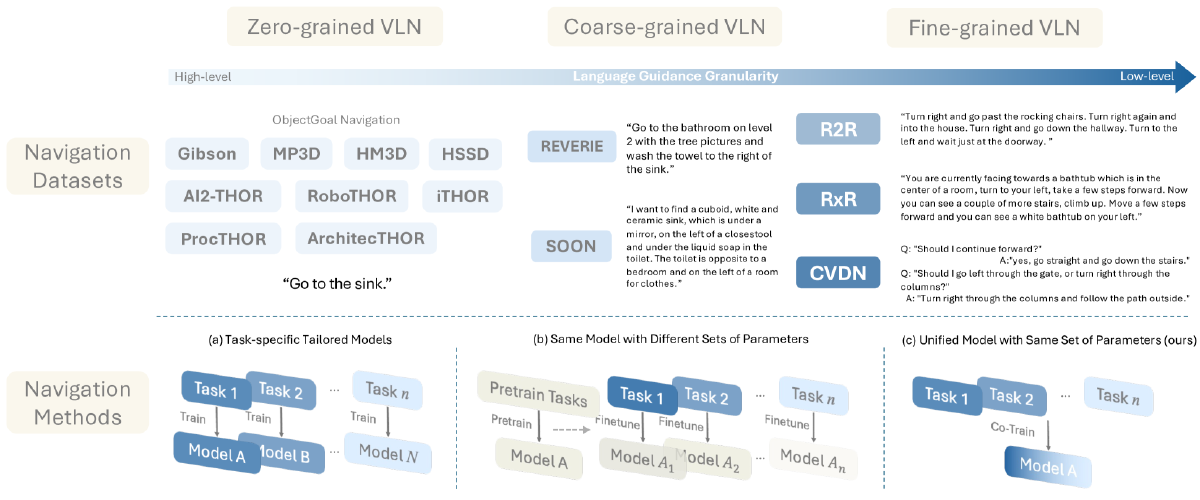 Zero-grained VLN
Coarse-grained VLN
Fine-grained VLN
High-level
Language Guidance Granularity
Low-level
Navigation
Datasets
ObjectGoal Navigation
Gibson
MP3D
HM3D
HSSD
AI2-THOR
RoboTHOR
iTHOR
ProcTHOR
ArchitecTHOR
“Go to the sink.”
REVERIE
“Go to the bathroom on level
2 with the tree pictures and
wash the towel to the right of
the sink.”
SOON
“I want to find a cuboid, white and
ceramic sink, which is under a
mirror, on the left of a closestool
and under the liquid soap in the
toilet. The toilet is opposite to a
bedroom and on the left of a room
for clothes.”
R2R
“Turn right and go past the rocking chairs. Turn right again and
into the house. Turn right and go down the hallway. Turn to the
left and wait just at the doorway. ”
RxR
“You are currently facing towards a bathtub which is in the
center of a room, turn to your left, take a few steps forward. Now
you can see a couple of more stairs, climb up. Move a few steps
forward and you can see a white bathtub on your left.”
CVDN
Q: "Should I continue forward?"
A:"yes, go straight and go down the stairs."
Q: "Should I go left through the gate, or turn right through the
columns?"
A: "Turn right through the columns and follow the path outside."
Navigation
Methods
(a) Task-specific Tailored Models
Task 1
Task 2
...
Task n
Train
Train
Train
Model A
Model B
...
Model N
(b) Same Model with Different Sets of Parameters
Pretrain Tasks
Task 1
Task 2
...
Task n
Pretrain
Finetune
Finetune
Finetune
Model A
Model A1
Model A2
...
Model An
(c) Unified Model with Same Set of Parameters (ours)
Task 1
Task 2
...
Task n
Co-Train
Model A